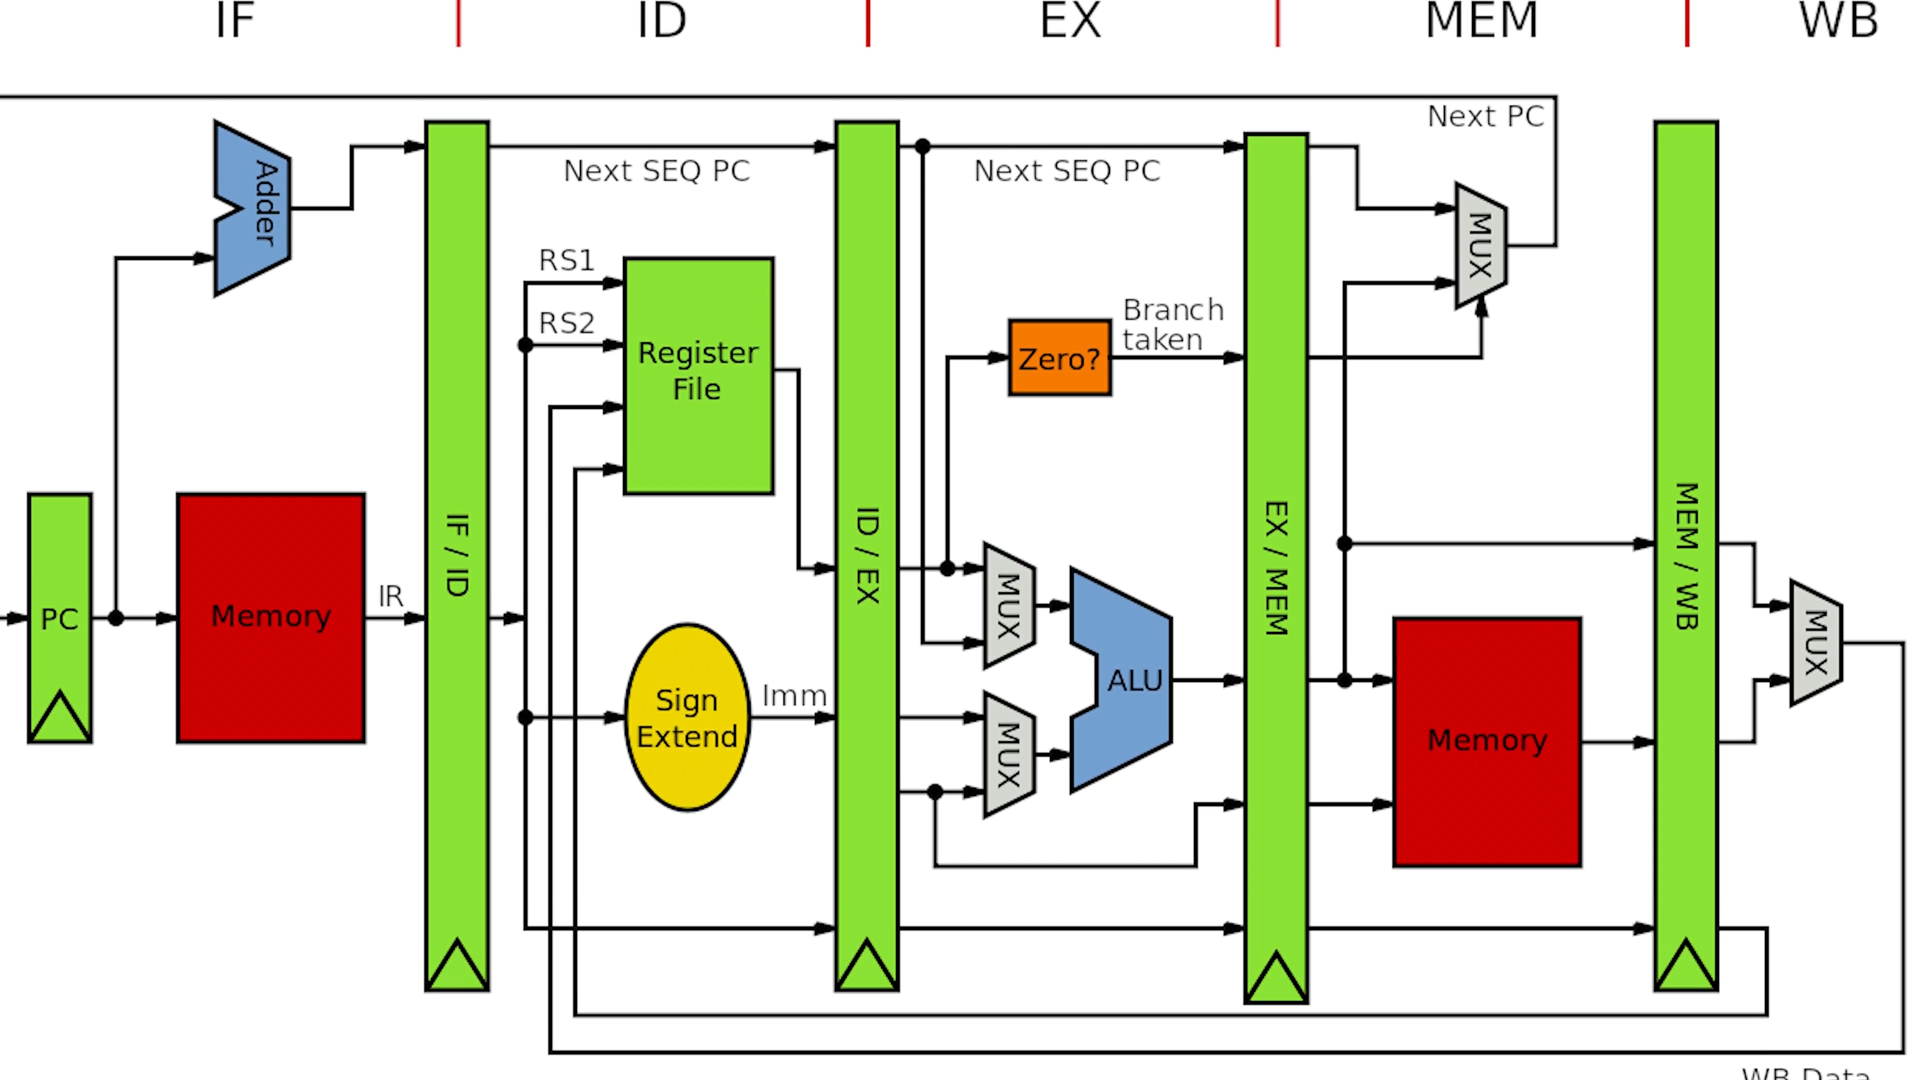 IF
ID
EX
MEM
WB
Next PC
Adder
Next SEQ PC
Next SEQ PC
MUX
RS1
RS2
Register
File
Branch
taken
Zero?
IF / ID
ID / EX
EX / MEM
MEM / WB
PC
Memory
IR
MUX
MUX
Sign
Extend
Imm
ALU
MUX
Memory
WB Data